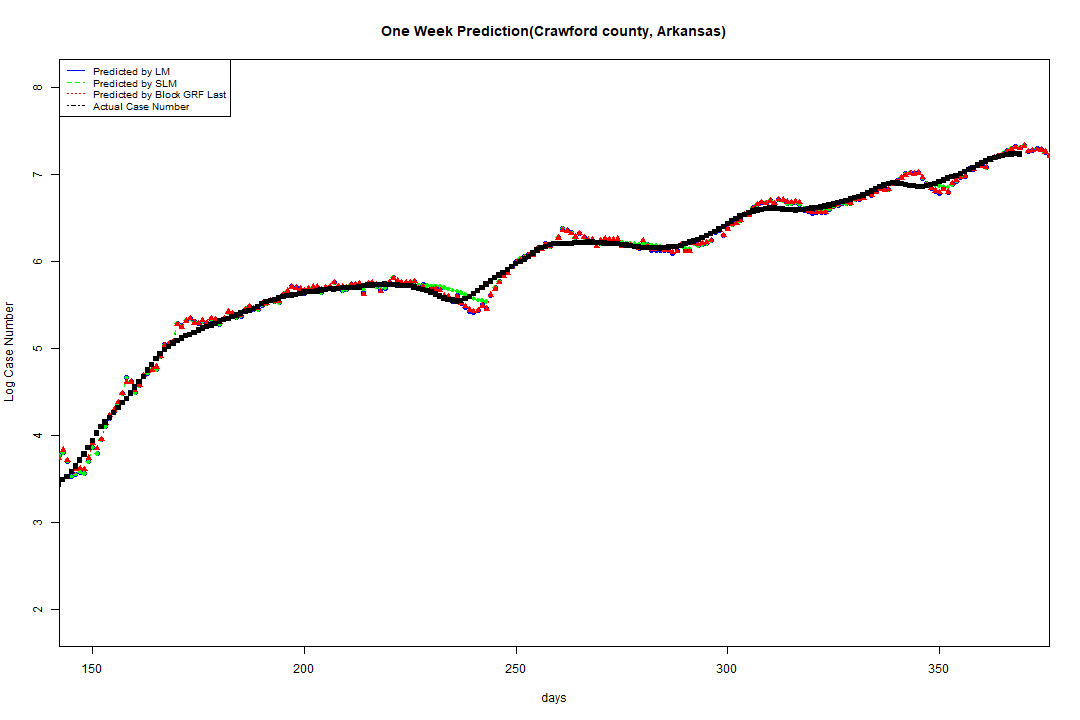 One Week Prediction(Crawford county, Arkansas)
Predicted by LM
Predicted by SLM
Predicted by Block GRF Last
Actual Case Number
8
7
6
5
4
3
2
Log Case Number
150 200 250 300 350
days